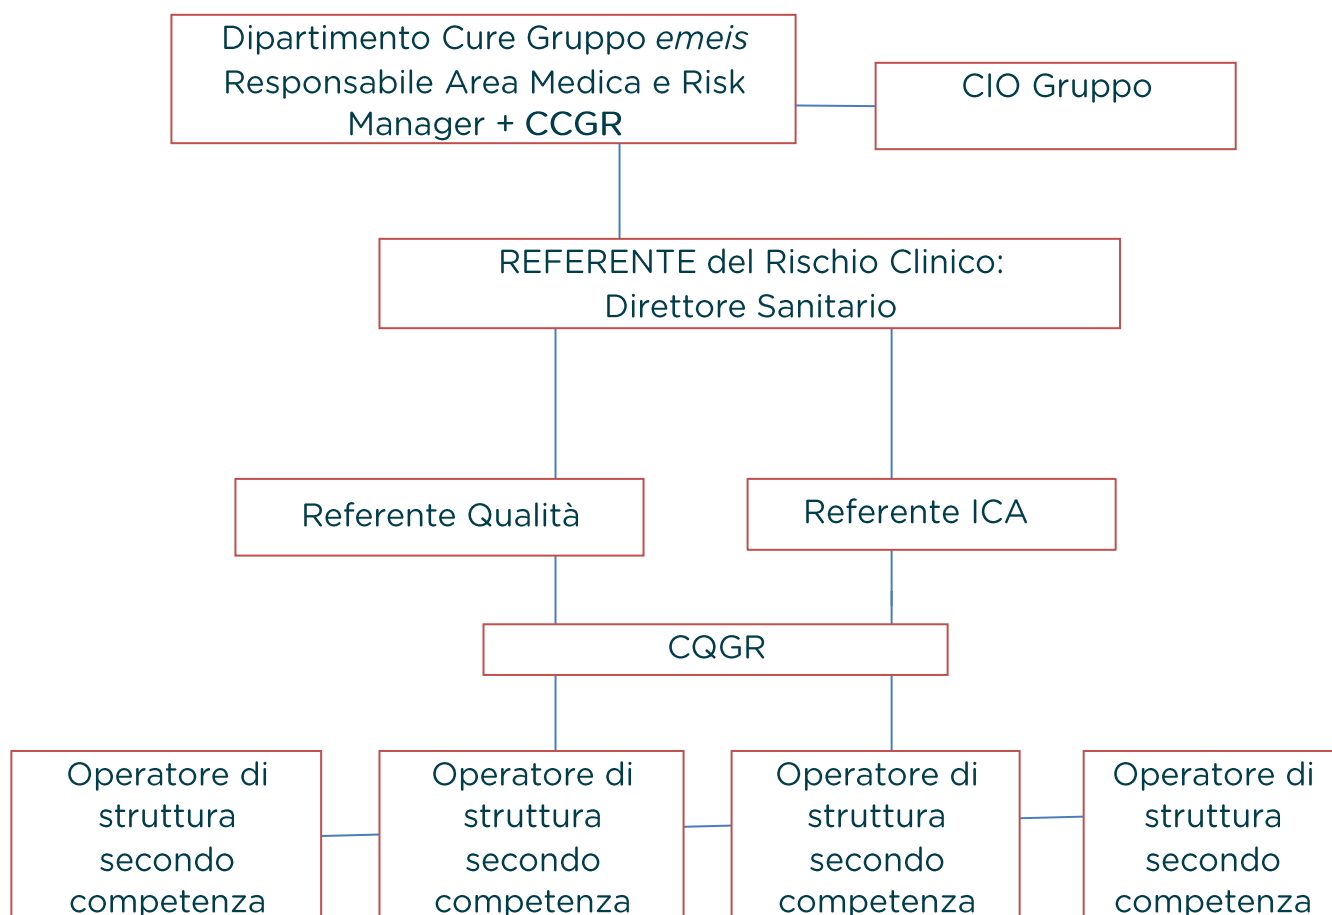 Dipartimento Cure Gruppo emeis
Responsabile Area Medica e Risk
Manager + CCGR
CIO Gruppo
REFERENTE del Rischio Clinico:
Direttore Sanitario
Referente Qualità
Referente ICA
CQGR
Operatore di
struttura
secondo
competenza
Operatore di
struttura
secondo
competenza
Operatore di
struttura
secondo
competenza
Operatore di
struttura
secondo
competenza